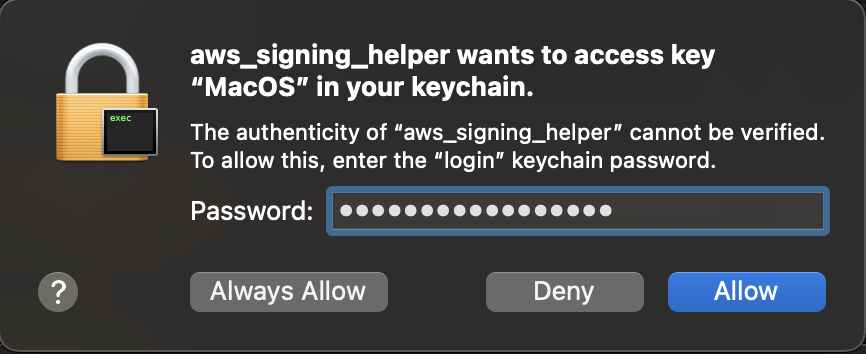 aws_signing_helper wants to access key
“MacOS” in your keychain.
exec
The authenticity of “aws_signing_helper” cannot be verified.
To allow this, enter the “login” keychain password.
Password: ●●●●●●●●●●●●●●●●●
?
Always Allow
Deny
Allow